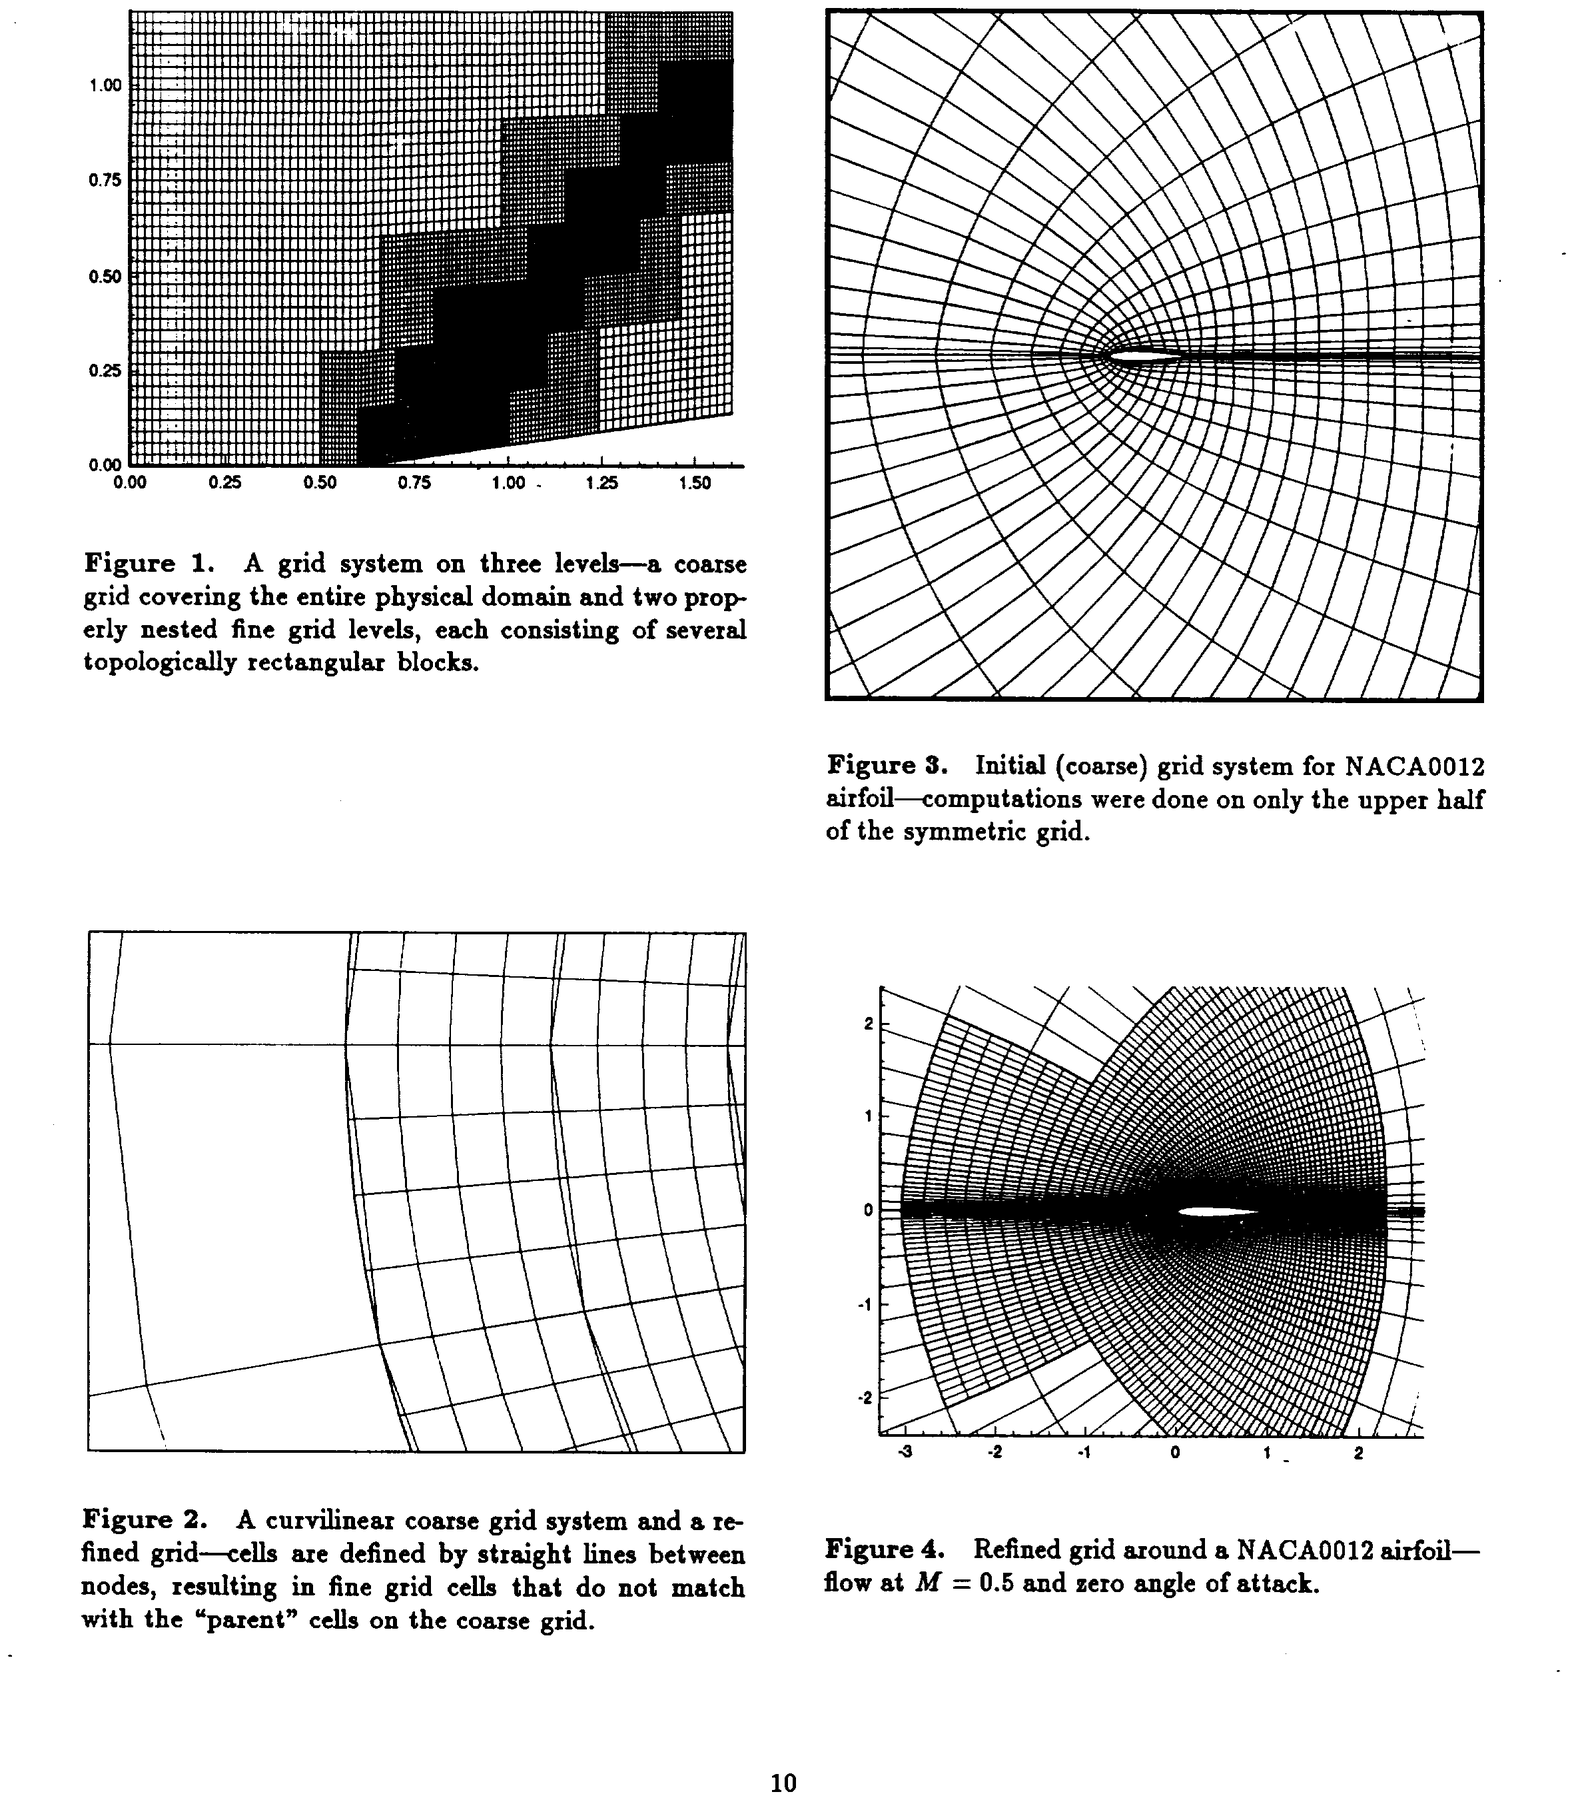 1.00
0.75
0.50
0.25
0.00
0.00 0.25 0.50 0.75 1.00 1.25 1.50
Figure 1. A grid system on three levels—a coarse
grid covering the entire physical domain and two prop-
erly nested fine grid levels, each consisting of several
topologically rectangular blocks.
Figure 3. Initial (coarse) grid system for NACA0012
airfoil—computations were done on only the upper half
of the symmetric grid.
Figure 2. A curvilinear coarse grid system and a re-
fined grid—cells are defined by straight lines between
nodes, resulting in fine grid cells that do not match
with the “parent” cells on the coarse grid.
2
1
0
-1
-2
-3 -2 -1 0 1 2
Figure 4. Refined grid around a NACA0012 airfoil—
flow at M = 0.5 and zero angle of attack.
10